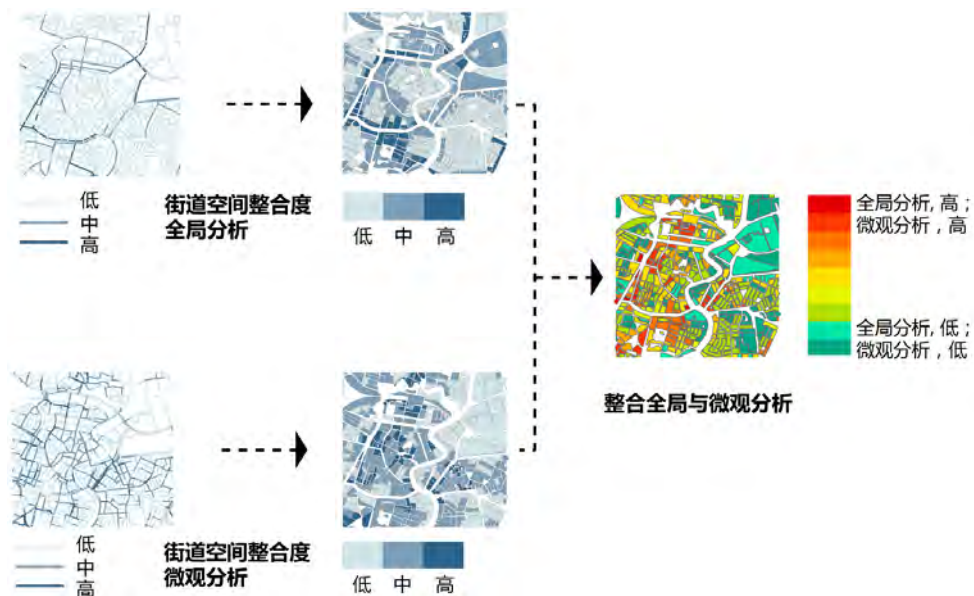 低
中
高
街道空间整合度
全局分析
低 中 高
全局分析, 高 ;
微观分析 , 高
全局分析, 低 ;
微观分析 , 低
整合全局与微观分析
低
中
高
街道空间整合度
微观分析
低 中 高